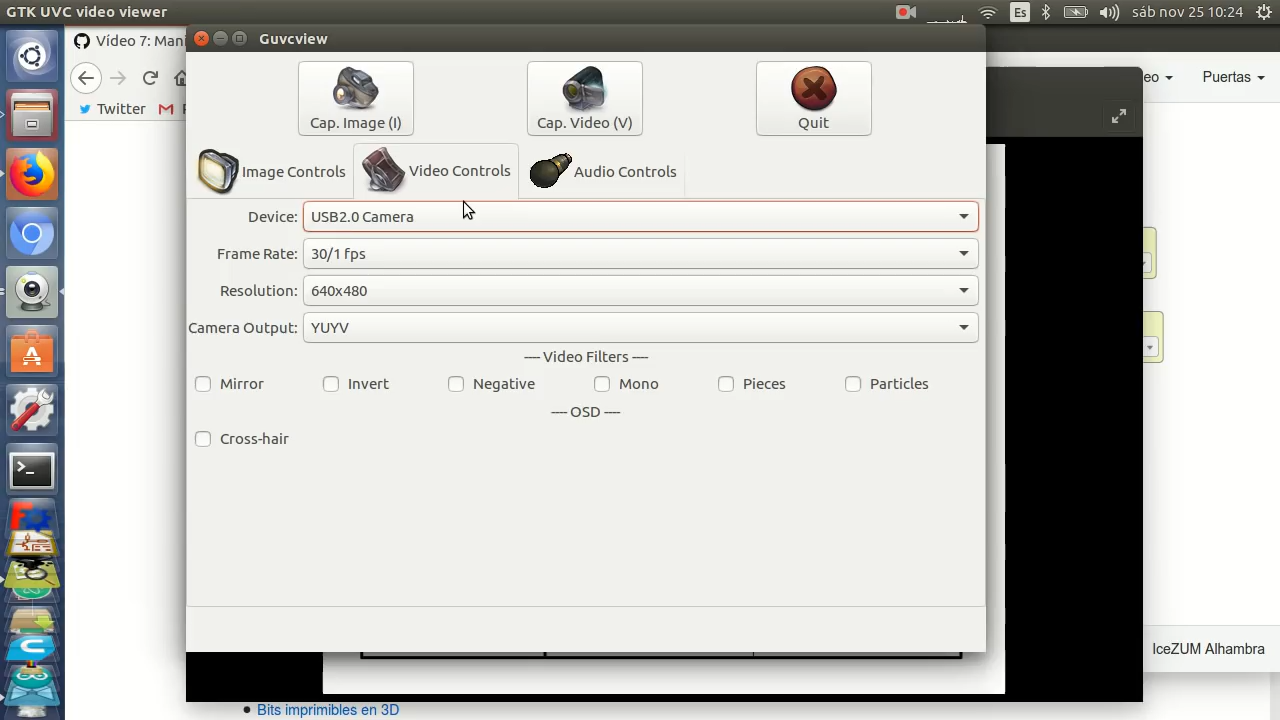 GTK UVC video viewer
Es
sáb nov 25 10:24
Vídeo 7: Mani
Guvcview
eo
Puertas
Twitter
Cap. Image (I)
Cap. Video (V)
Quit
Image Controls
Video Controls
Audio Controls
Device:
USB2.0 Camera
Frame Rate:
30/1 fps
Resolution:
640x480
Camera Output:
YUYV
---- Video Filters ----
Mirror
Invert
Negative
Mono
Pieces
Particles
---- OSD ----
Cross-hair
IceZUM Alhambra
Bits imprimibles en 3D